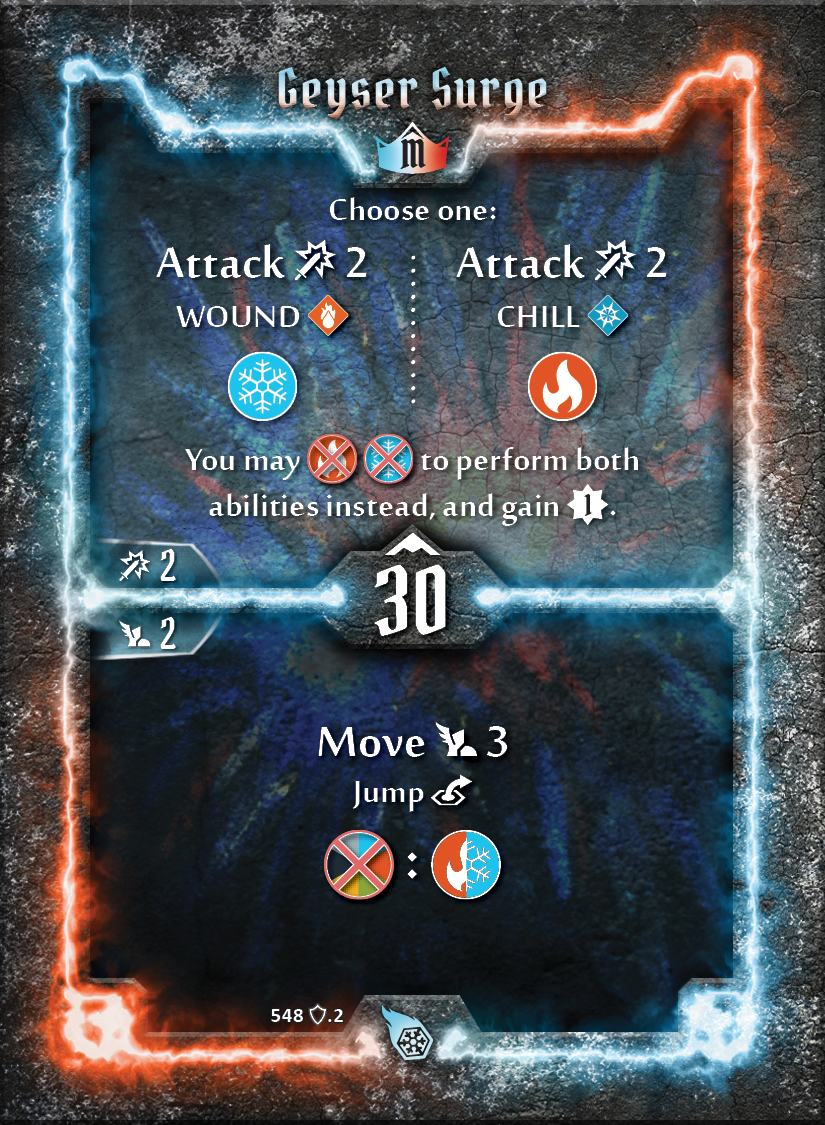 Geyser Surge
M
Choose one:
Attack 2
WOUND
Attack 2
CHILL
You may to perform both
abilities instead, and gain 1.
2
30
2
Move 3
Jump
:
548 .2